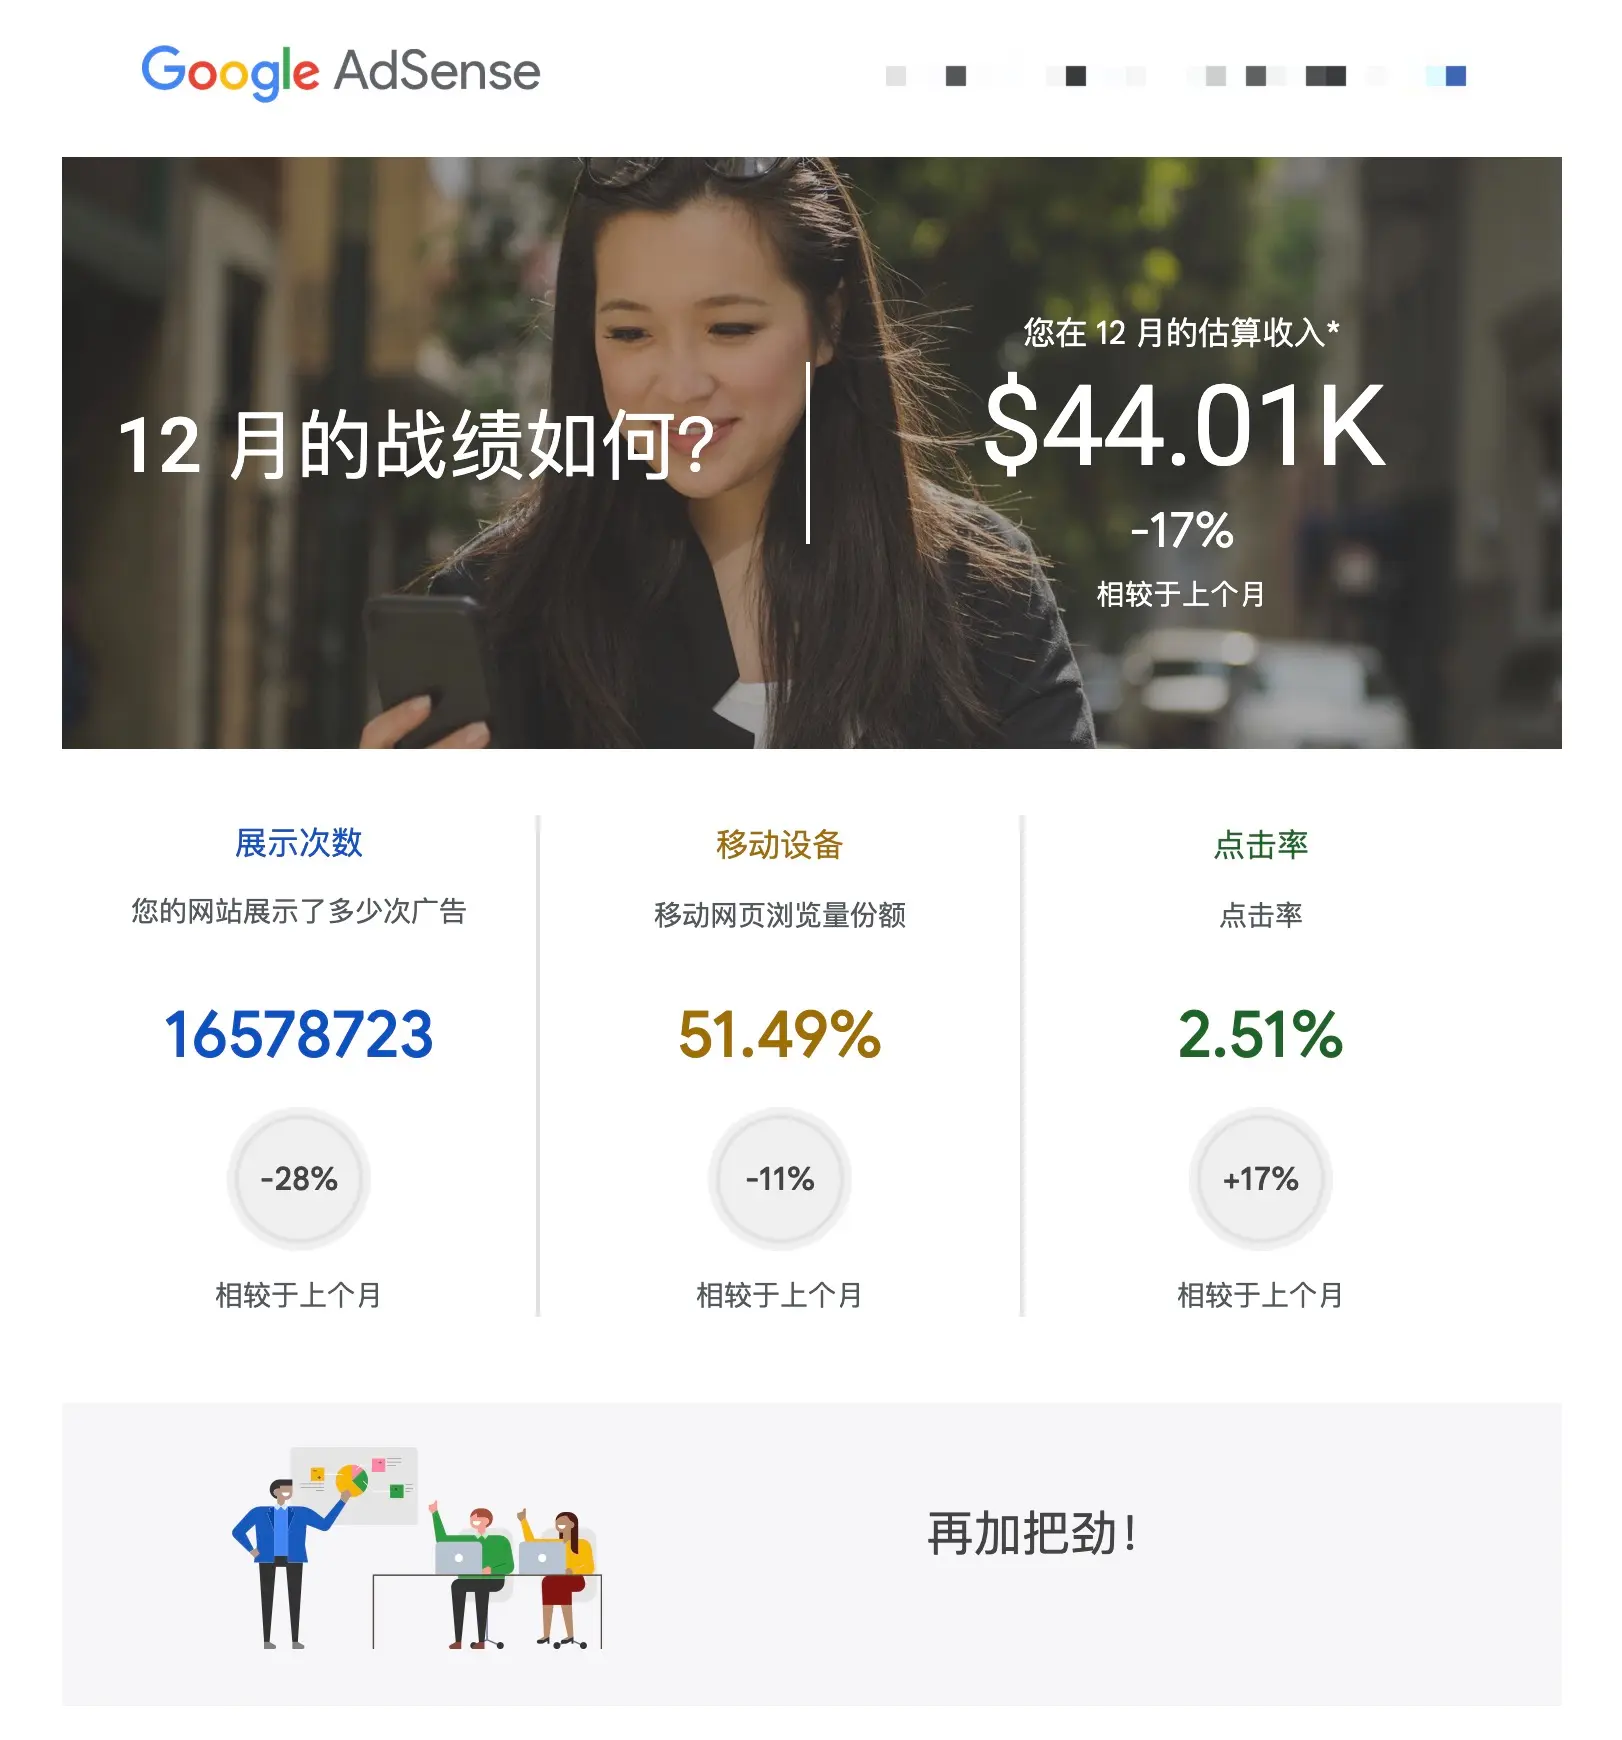 Google AdSense
12 月的战绩如何?
您在 12 月的估算收入*
$44.01K
-17%
相较于上个月
展示次数
您的网站展示了多少次广告
16578723
-28%
相较于上个月
移动设备
移动网页浏览量份额
51.49%
-11%
相较于上个月
点击率
点击率
2.51%
+17%
相较于上个月
再加把劲！